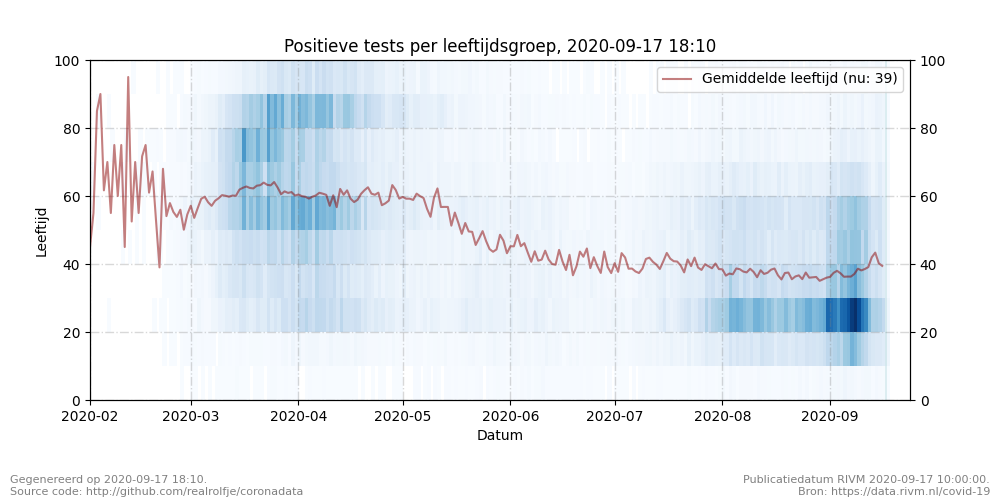 Positieve tests per leeftijdsgroep, 2020-09-17 18:10
Gemiddelde leeftijd (nu: 39)
100
80
60
40
20
0
Leeftijd
100
80
60
40
20
0
2020-02 2020-03 2020-04 2020-05 2020-06 2020-07 2020-08 2020-09
Datum
Gegenereerd op 2020-09-17 18:10.
Source code: http://github.com/realrolfje/coronadata
Publicatiedatum RIVM 2020-09-17 10:00:00.
Bron: https://data.rivm.nl/covid-19